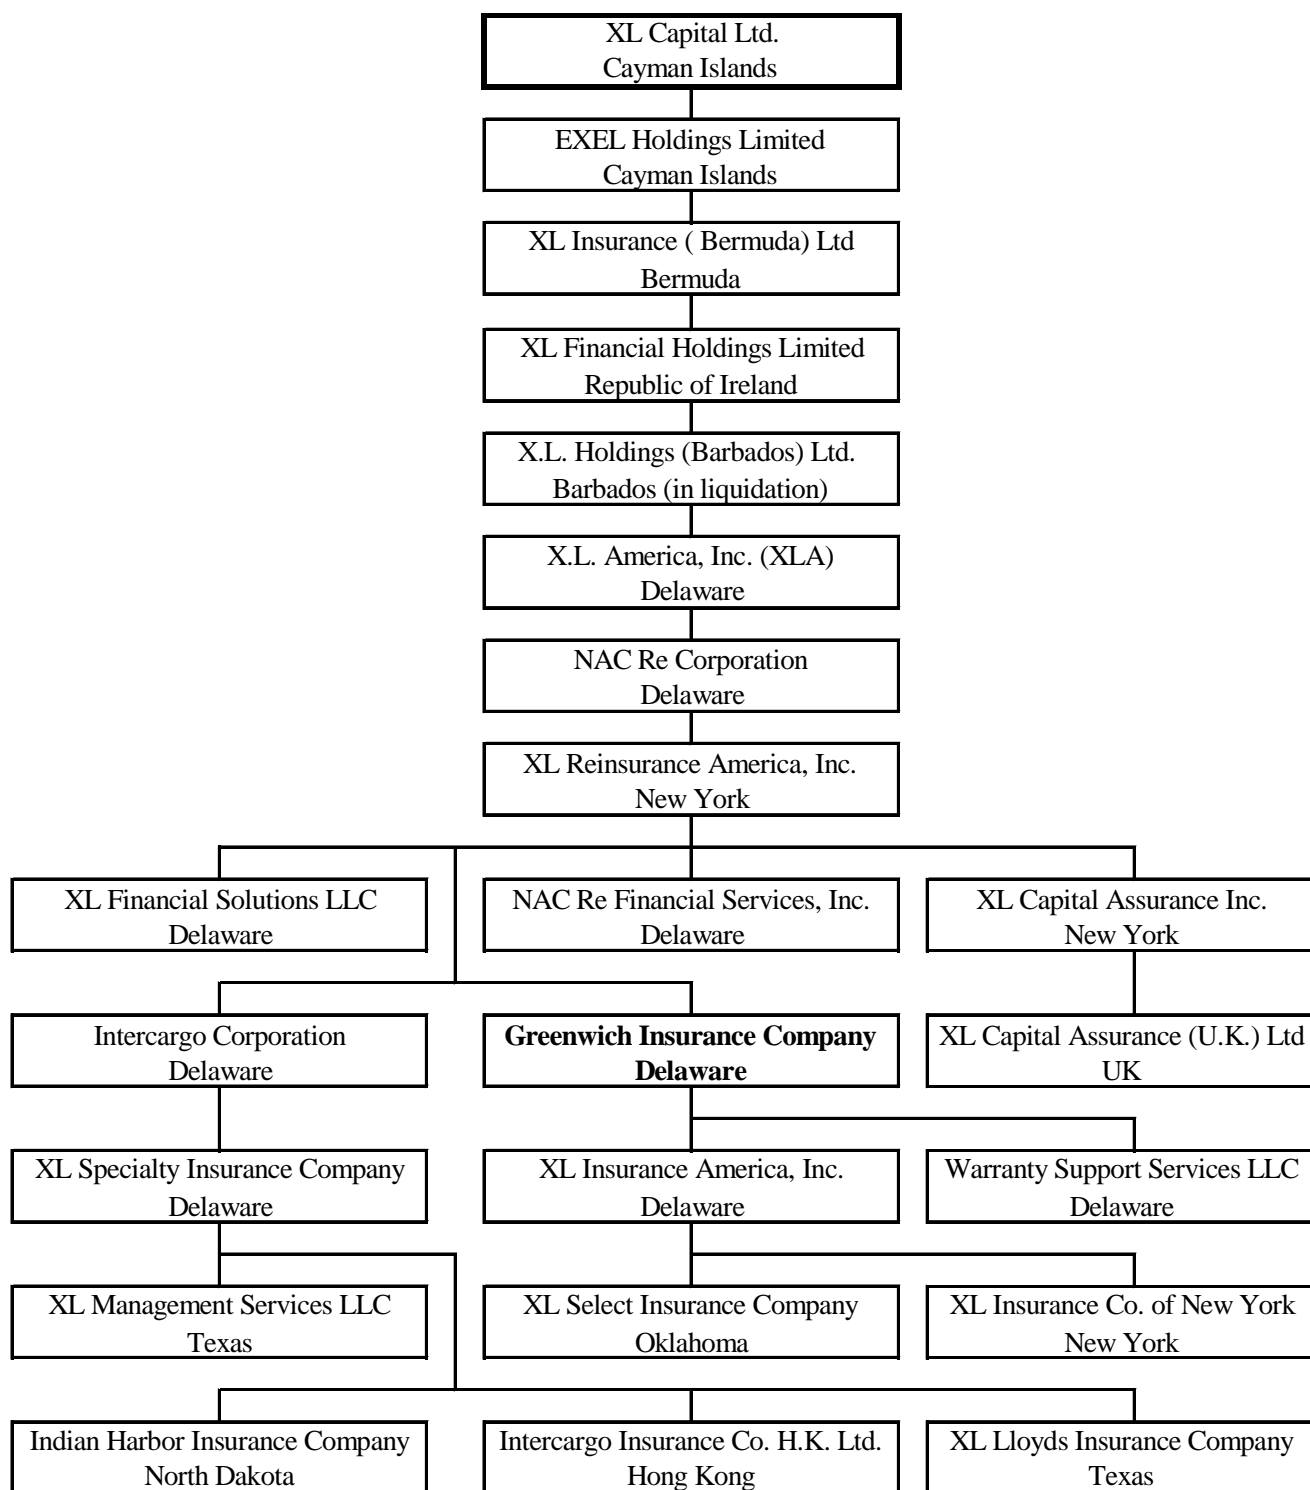 XL Capital Ltd.
Cayman Islands
EXEL Holdings Limited
Cayman Islands
XL Insurance ( Bermuda) Ltd
Bermuda
XL Financial Holdings Limited
Republic of Ireland
X.L. Holdings (Barbados) Ltd.
Barbados (in liquidation)
X.L. America, Inc. (XLA)
Delaware
NAC Re Corporation
Delaware
XL Reinsurance America, Inc.
New York
XL Financial Solutions LLC
Delaware
NAC Re Financial Services, Inc.
Delaware
XL Capital Assurance Inc.
New York
Intercargo Corporation
Delaware
Greenwich Insurance Company
Delaware
XL Capital Assurance (U.K.) Ltd
UK
XL Specialty Insurance Company
Delaware
XL Insurance America, Inc.
Delaware
Warranty Support Services LLC
Delaware
XL Management Services LLC
Texas
XL Select Insurance Company
Oklahoma
XL Insurance Co. of New York
New York
Indian Harbor Insurance Company
North Dakota
Intercargo Insurance Co. H.K. Ltd.
Hong Kong
XL Lloyds Insurance Company
Texas